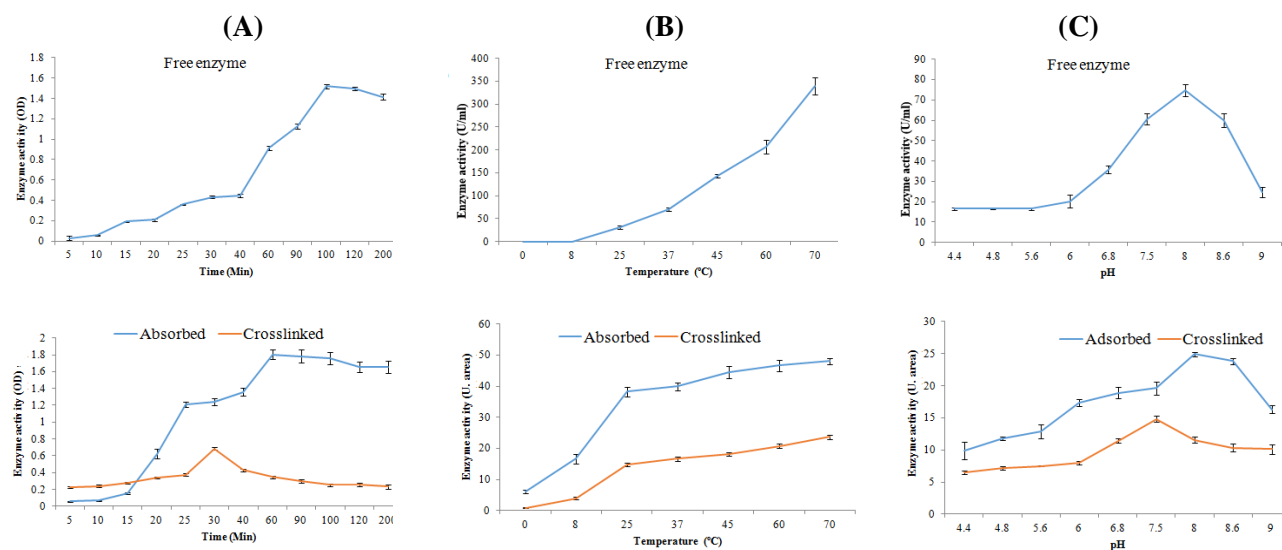 (A)
(B)
(C)
Free enzyme
Enzyme activity (OD)
1.8
1.6
1.4
1.2
1
0.8
0.6
0.4
0.2
0
5 10 15 20 25 30 40 60 90 100 120 200
Time (Min)
Free enzyme
Enzyme activity (U/ml)
400
350
300
250
200
150
100
50
0
0 8 25 37 45 60 70
Temperature (°C)
Free enzyme
Enzyme activity (U/ml)
90
80
70
60
50
40
30
20
10
0
4.4 4.8 5.6 6 6.8 7.5 8 8.6 9
pH
Absorbed Crosslinked
Enzyme activity (OD)
2
1.8
1.6
1.4
1.2
1
0.8
0.6
0.4
0.2
0
5 10 15 20 25 30 40 60 90 100 120 200
Time (Min)
Absorbed Crosslinked
Enzyme activity (U. area)
60
50
40
30
20
10
0
0 8 25 37 45 60 70
Temperature (°C)
Adsorbed Crosslinked
Enzyme activity (U. area)
30
25
20
15
10
5
0
4.4 4.8 5.6 6 6.8 7.5 8 8.6 9
pH